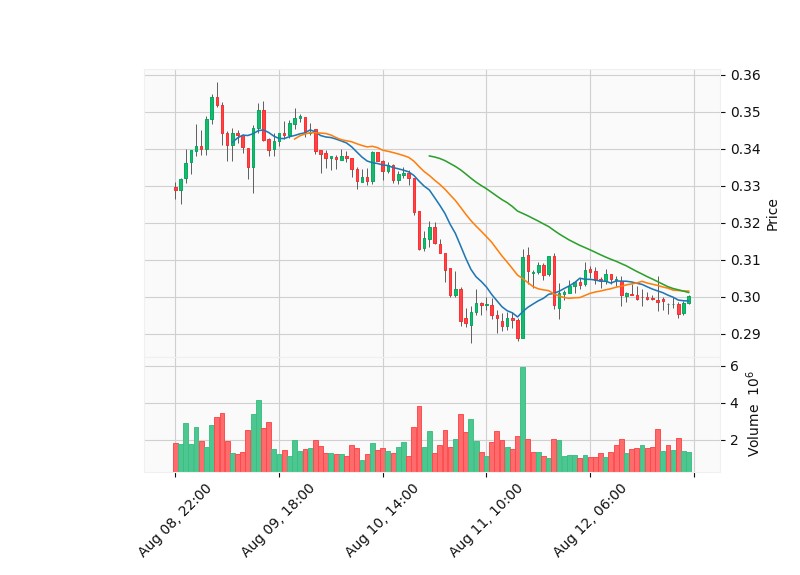 0.36
0.35
0.34
0.33
0.32
0.31
0.30
0.29
Price
6
4
2
Volume 10^6
Aug 08, 22:00
Aug 09, 18:00
Aug 10, 14:00
Aug 11, 10:00
Aug 12, 06:00